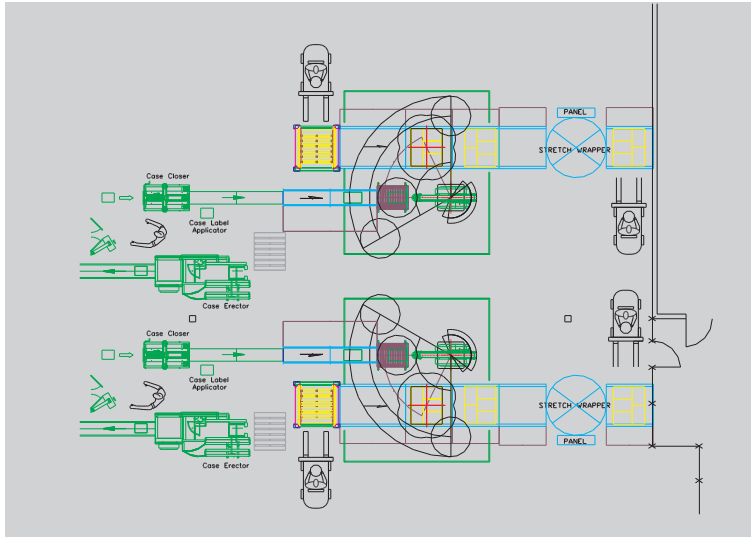 PANEL
STRETCH WRAPPER
Case Closer
Case Label
Applicator
Case Erector
Case Closer
Case Label
Applicator
STRETCH WRAPPER
PANEL
Case Erector